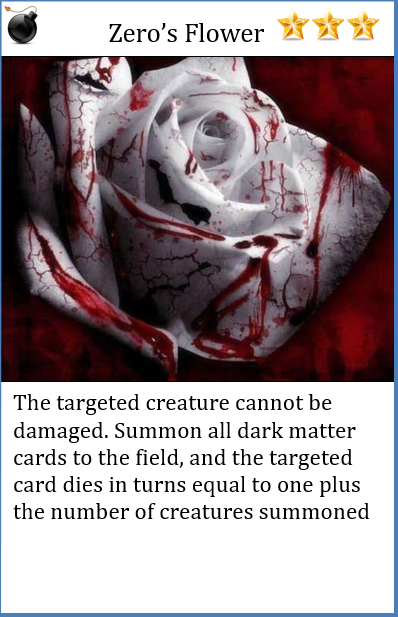 Zero’s Flower
The targeted creature cannot be
damaged. Summon all dark matter
cards to the field, and the targeted
card dies in turns equal to one plus
the number of creatures summoned